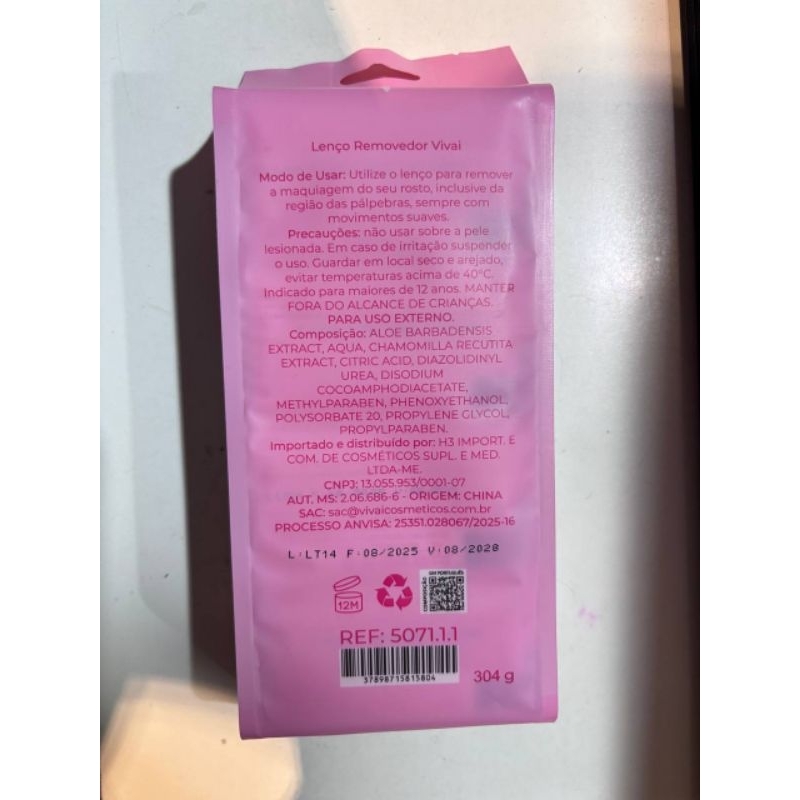 Lenço Removedor Vivai
Modo de Usar: Utilize o lenço para remover
a maquiagem do seu rosto, inclusive da
região das pálpebras, sempre com
movimentos suaves.
Precauções: não usar sobre a pele
lesionada. Em caso de irritação suspender
o uso. Guardar em local seco e arejado,
evitar temperaturas acima de 40°C.
Indicado para maiores de 12 anos. MANTER
FORA DO ALCANCE DE CRIANÇAS.
PARA USO EXTERNO.
Composição: ALOE BARBADENSIS
EXTRACT, AQUA, CHAMOMILLA RECUTITA
EXTRACT, CITRIC ACID, DIAZOLIDINYL
UREA, DISODIUM
COCOAMPHODIACETATE,
METHYLPARABEN, PHENOXYETHANOL,
POLYSORBATE 20, PROPYLENE GLYCOL,
PROPYLPARABEN.
Importado e distribuído por: H3 IMPORT. E
COM. DE COSMÉTICOS SUPL. E MED.
LTDA-ME.
CNPJ: 13.055.953/0001-07
AUT. MS: 2.06.686-6 - ORIGEM: CHINA
SAC: sac@vivaicosmeticos.com.br
PROCESSO ANVISA: 25351.028067/2025-16
L:LT14 F:08/2025 V:08/2028
12M
COMPOSIÇÃO
EM PORTUGUÊS
REF: 5071.1.1
37898715815804
304 g